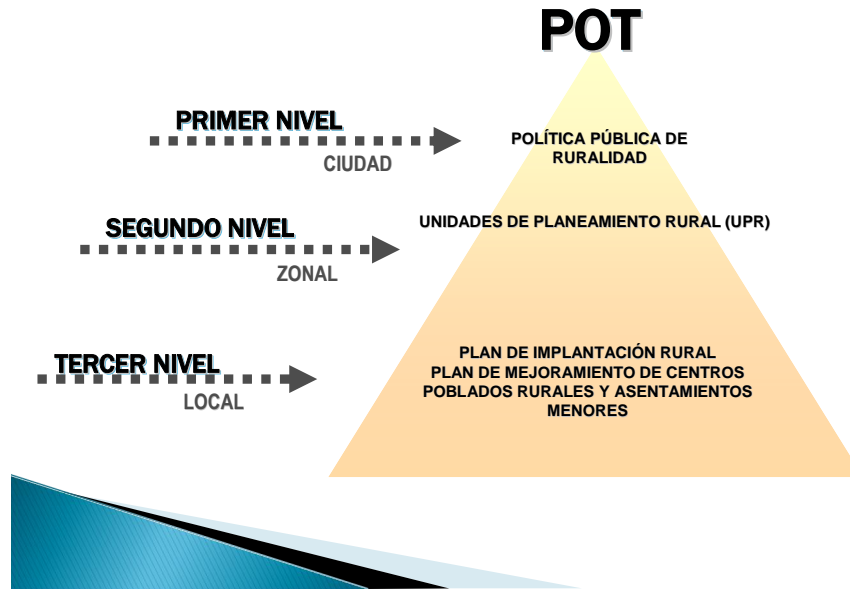 POT
PRIMER NIVEL
CIUDAD
POLÍTICA PÚBLICA DE
RURALIDAD
SEGUNDO NIVEL
ZONAL
UNIDADES DE PLANEAMIENTO RURAL (UPR)
TERCER NIVEL
LOCAL
PLAN DE IMPLANTACIÓN RURAL
PLAN DE MEJORAMIENTO DE CENTROS
POBLADOS RURALES Y ASENTAMIENTOS
MENORES